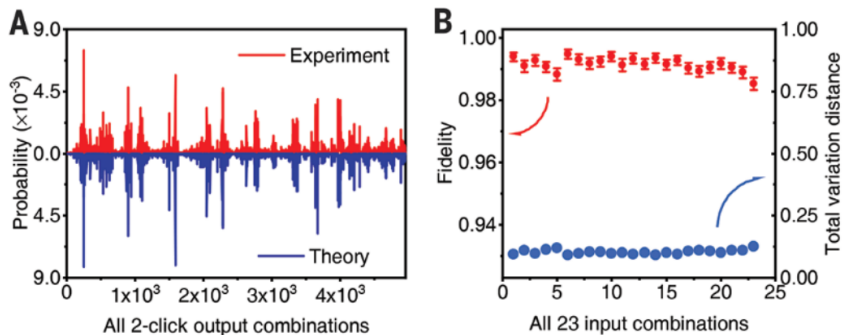 A
9.0
4.5
0.0
4.5
9.0
Probability (×10⁻³)
Experiment
Theory
0 1x10³ 2x10³ 3x10³ 4x10³
All 2-click output combinations
B
1.00
0.98
0.96
0.94
Fidelity
1.00
0.75
0.50
0.25
0.00
Total variation distance
0 5 10 15 20 25
All 23 input combinations